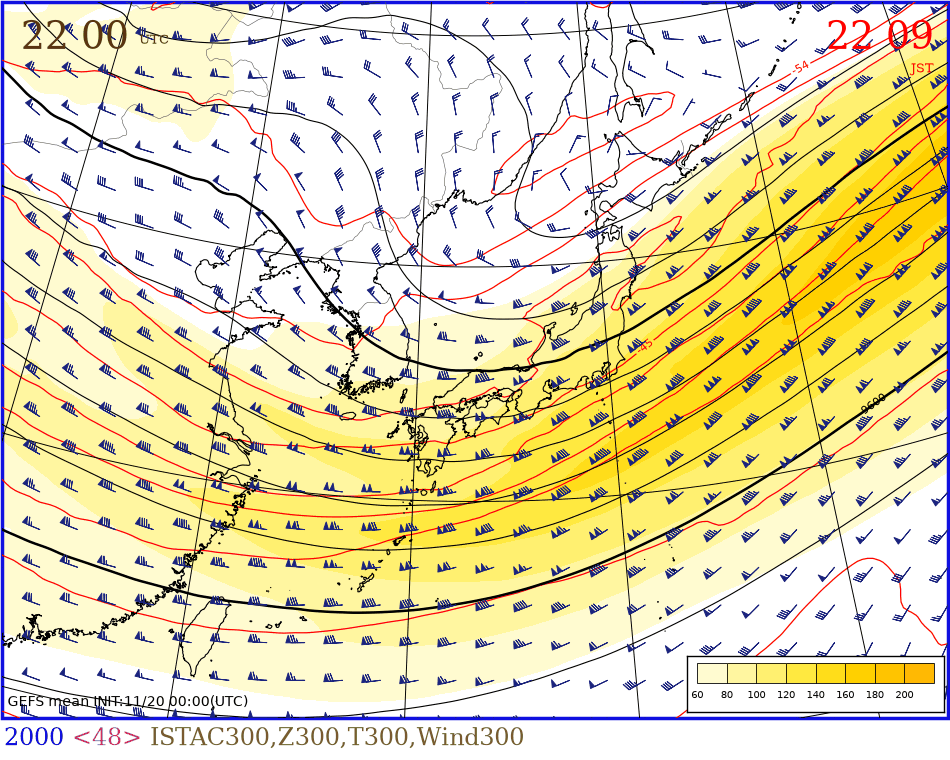 22 00 UTC
22 09 JST
-54
-45
9600
60 80 100 120 140 160 180 200
GEFS mean INIT:11/20 00:00(UTC)
2000 <48> ISTAC300,Z300,T300,Wind300